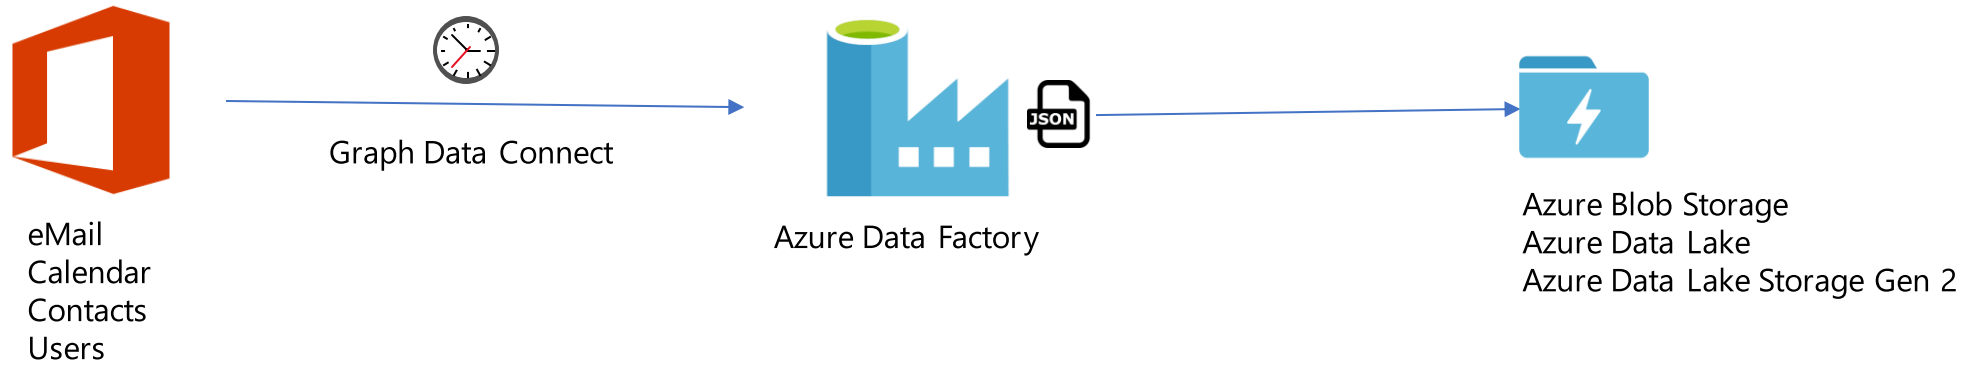 Graph Data Connect
JSON
eMail
Calendar
Contacts
Users
Azure Data Factory
Azure Blob Storage
Azure Data Lake
Azure Data Lake Storage Gen 2